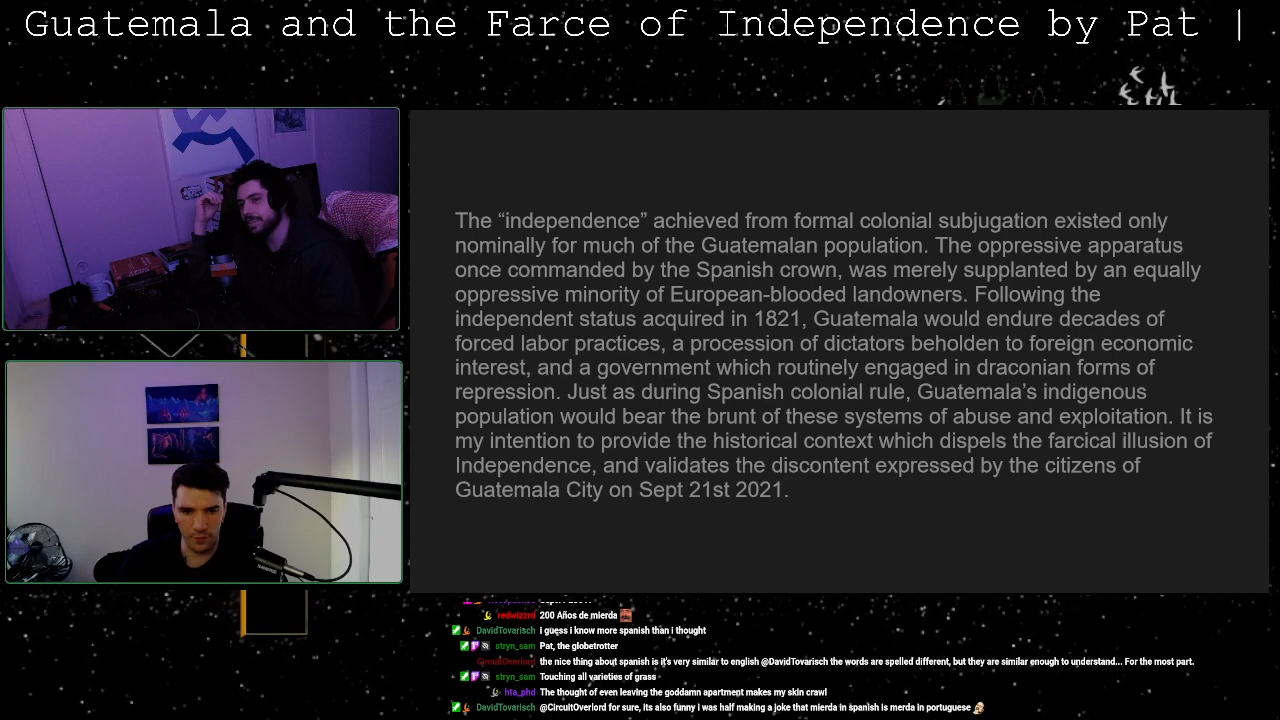 Guatemala and the Farce of Independence by Pat |
The “independence” achieved from formal colonial subjugation existed only
nominally for much of the Guatemalan population. The oppressive apparatus
once commanded by the Spanish crown, was merely supplanted by an equally
oppressive minority of European-blooded landowners. Following the
independent status acquired in 1821, Guatemala would endure decades of
forced labor practices, a procession of dictators beholden to foreign economic
interest, and a government which routinely engaged in draconian forms of
repression. Just as during Spanish colonial rule, Guatemala’s indigenous
population would bear the brunt of these systems of abuse and exploitation. It is
my intention to provide the historical context which dispels the farcical illusion of
Independence, and validates the discontent expressed by the citizens of
Guatemala City on Sept 21st 2021.
redwizzrd 200 Años de mierda
DavidTovarisch i guess i know more spanish than i thought
stryn_sam Pat, the globetrotter
CircuitOverlord the nice thing about spanish is it's very similar to english @DavidTovarisch the words are spelled different, but they are similar enough to understand... For the most part.
stryn_sam Touching all varieties of grass
hta_phd The thought of even leaving the goddamn apartment makes my skin crawl
DavidTovarisch @CircuitOverlord for sure, its also funny i was half making a joke that mierda in spanish is merda in portuguese